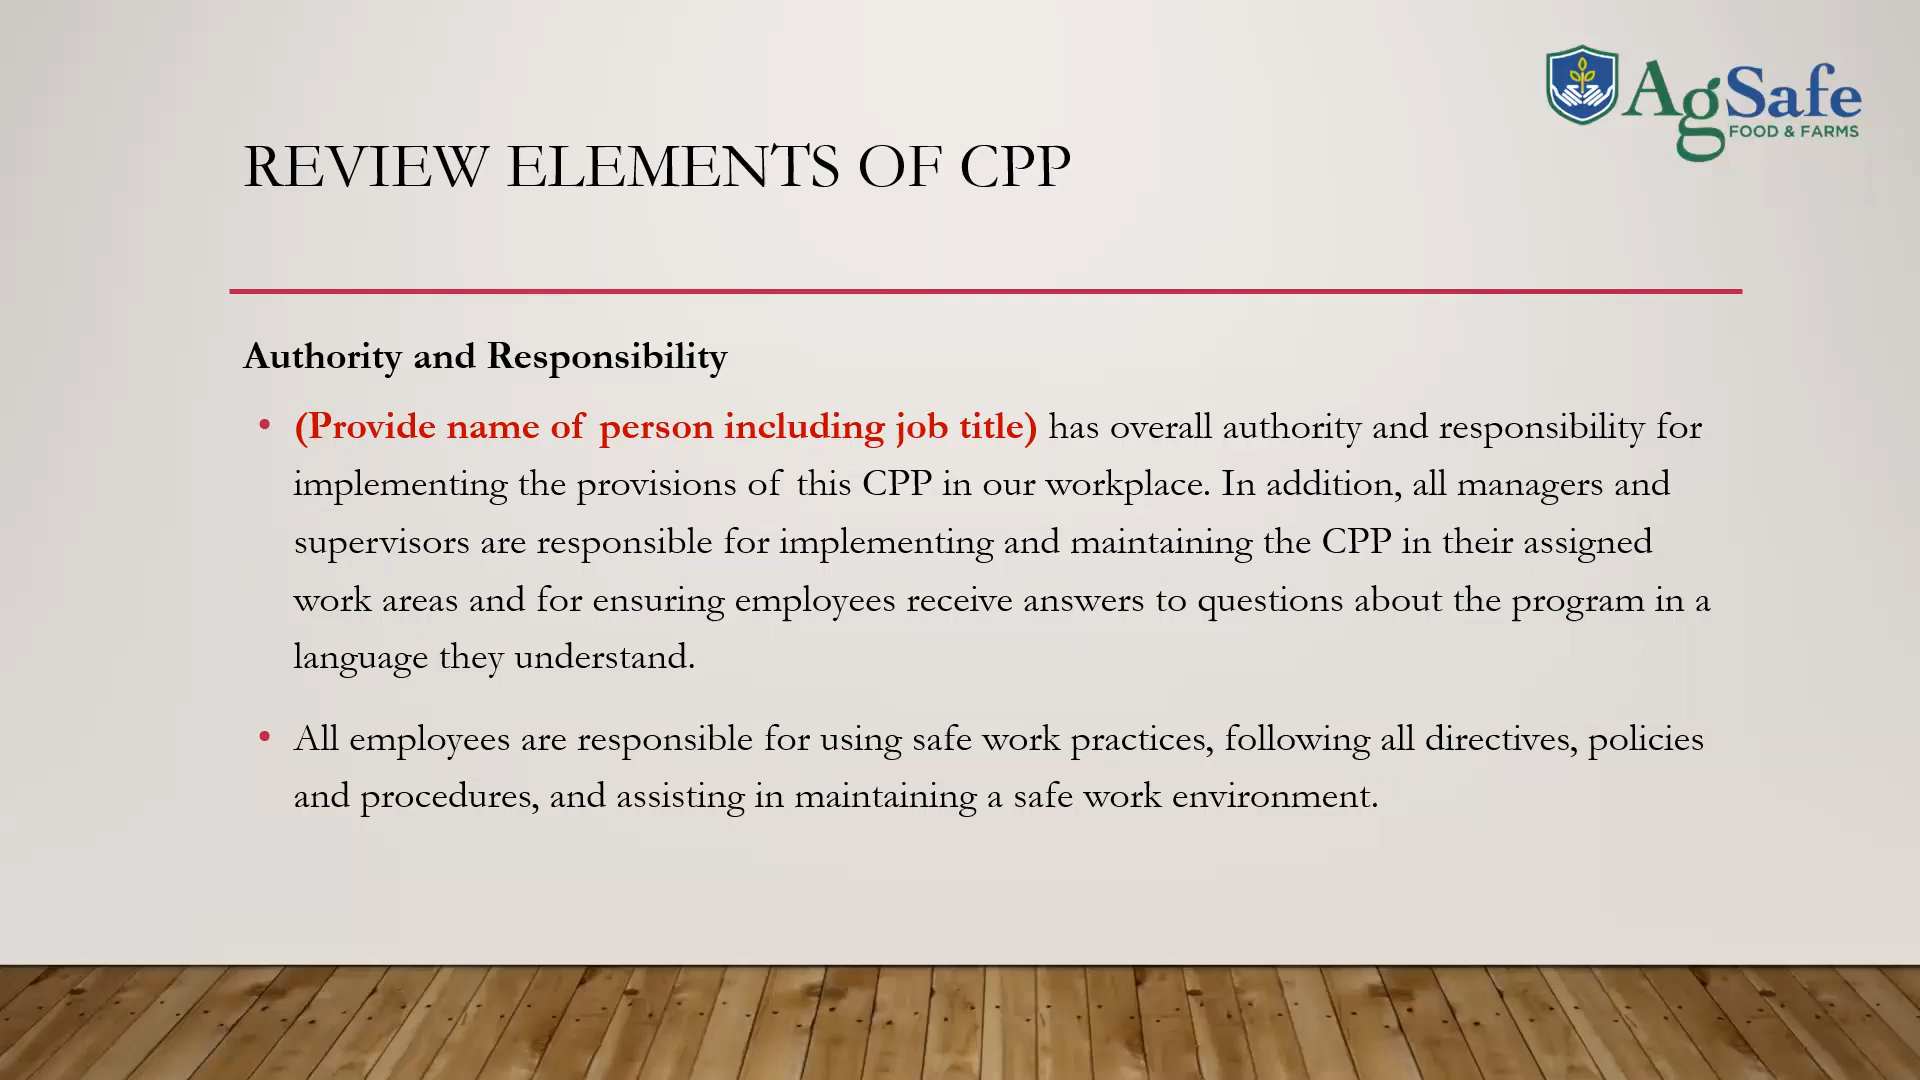 AgSafe
FOOD & FARMS
REVIEW ELEMENTS OF CPP
Authority and Responsibility
• (Provide name of person including job title) has overall authority and responsibility for
implementing the provisions of this CPP in our workplace. In addition, all managers and
supervisors are responsible for implementing and maintaining the CPP in their assigned
work areas and for ensuring employees receive answers to questions about the program in a
language they understand.
• All employees are responsible for using safe work practices, following all directives, policies
and procedures, and assisting in maintaining a safe work environment.